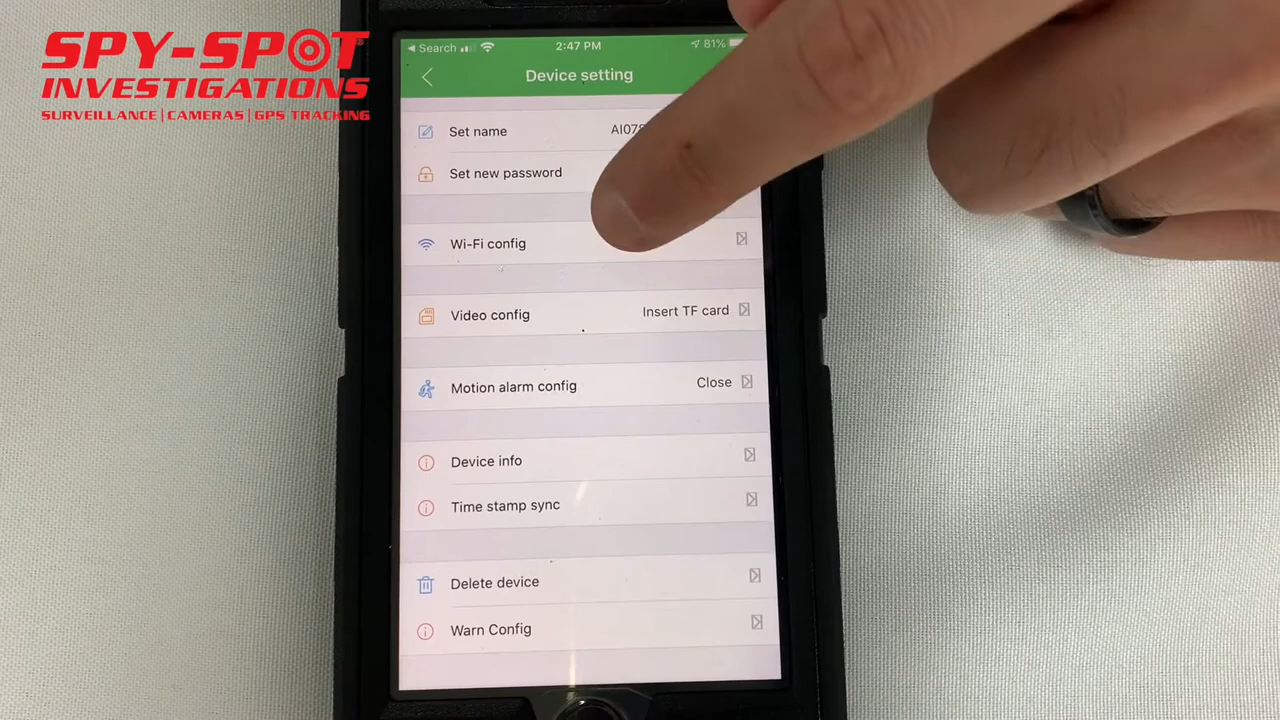 SPY-SPOT
INVESTIGATIONS
SURVEILLANCE | CAMERAS | GPS TRACKING
Search 2:47 PM 81%
Device setting
Set name
Set new password
Wi-Fi config
Video config Insert TF card
Motion alarm config Close
Device info
Time stamp sync
Delete device
Warn Config